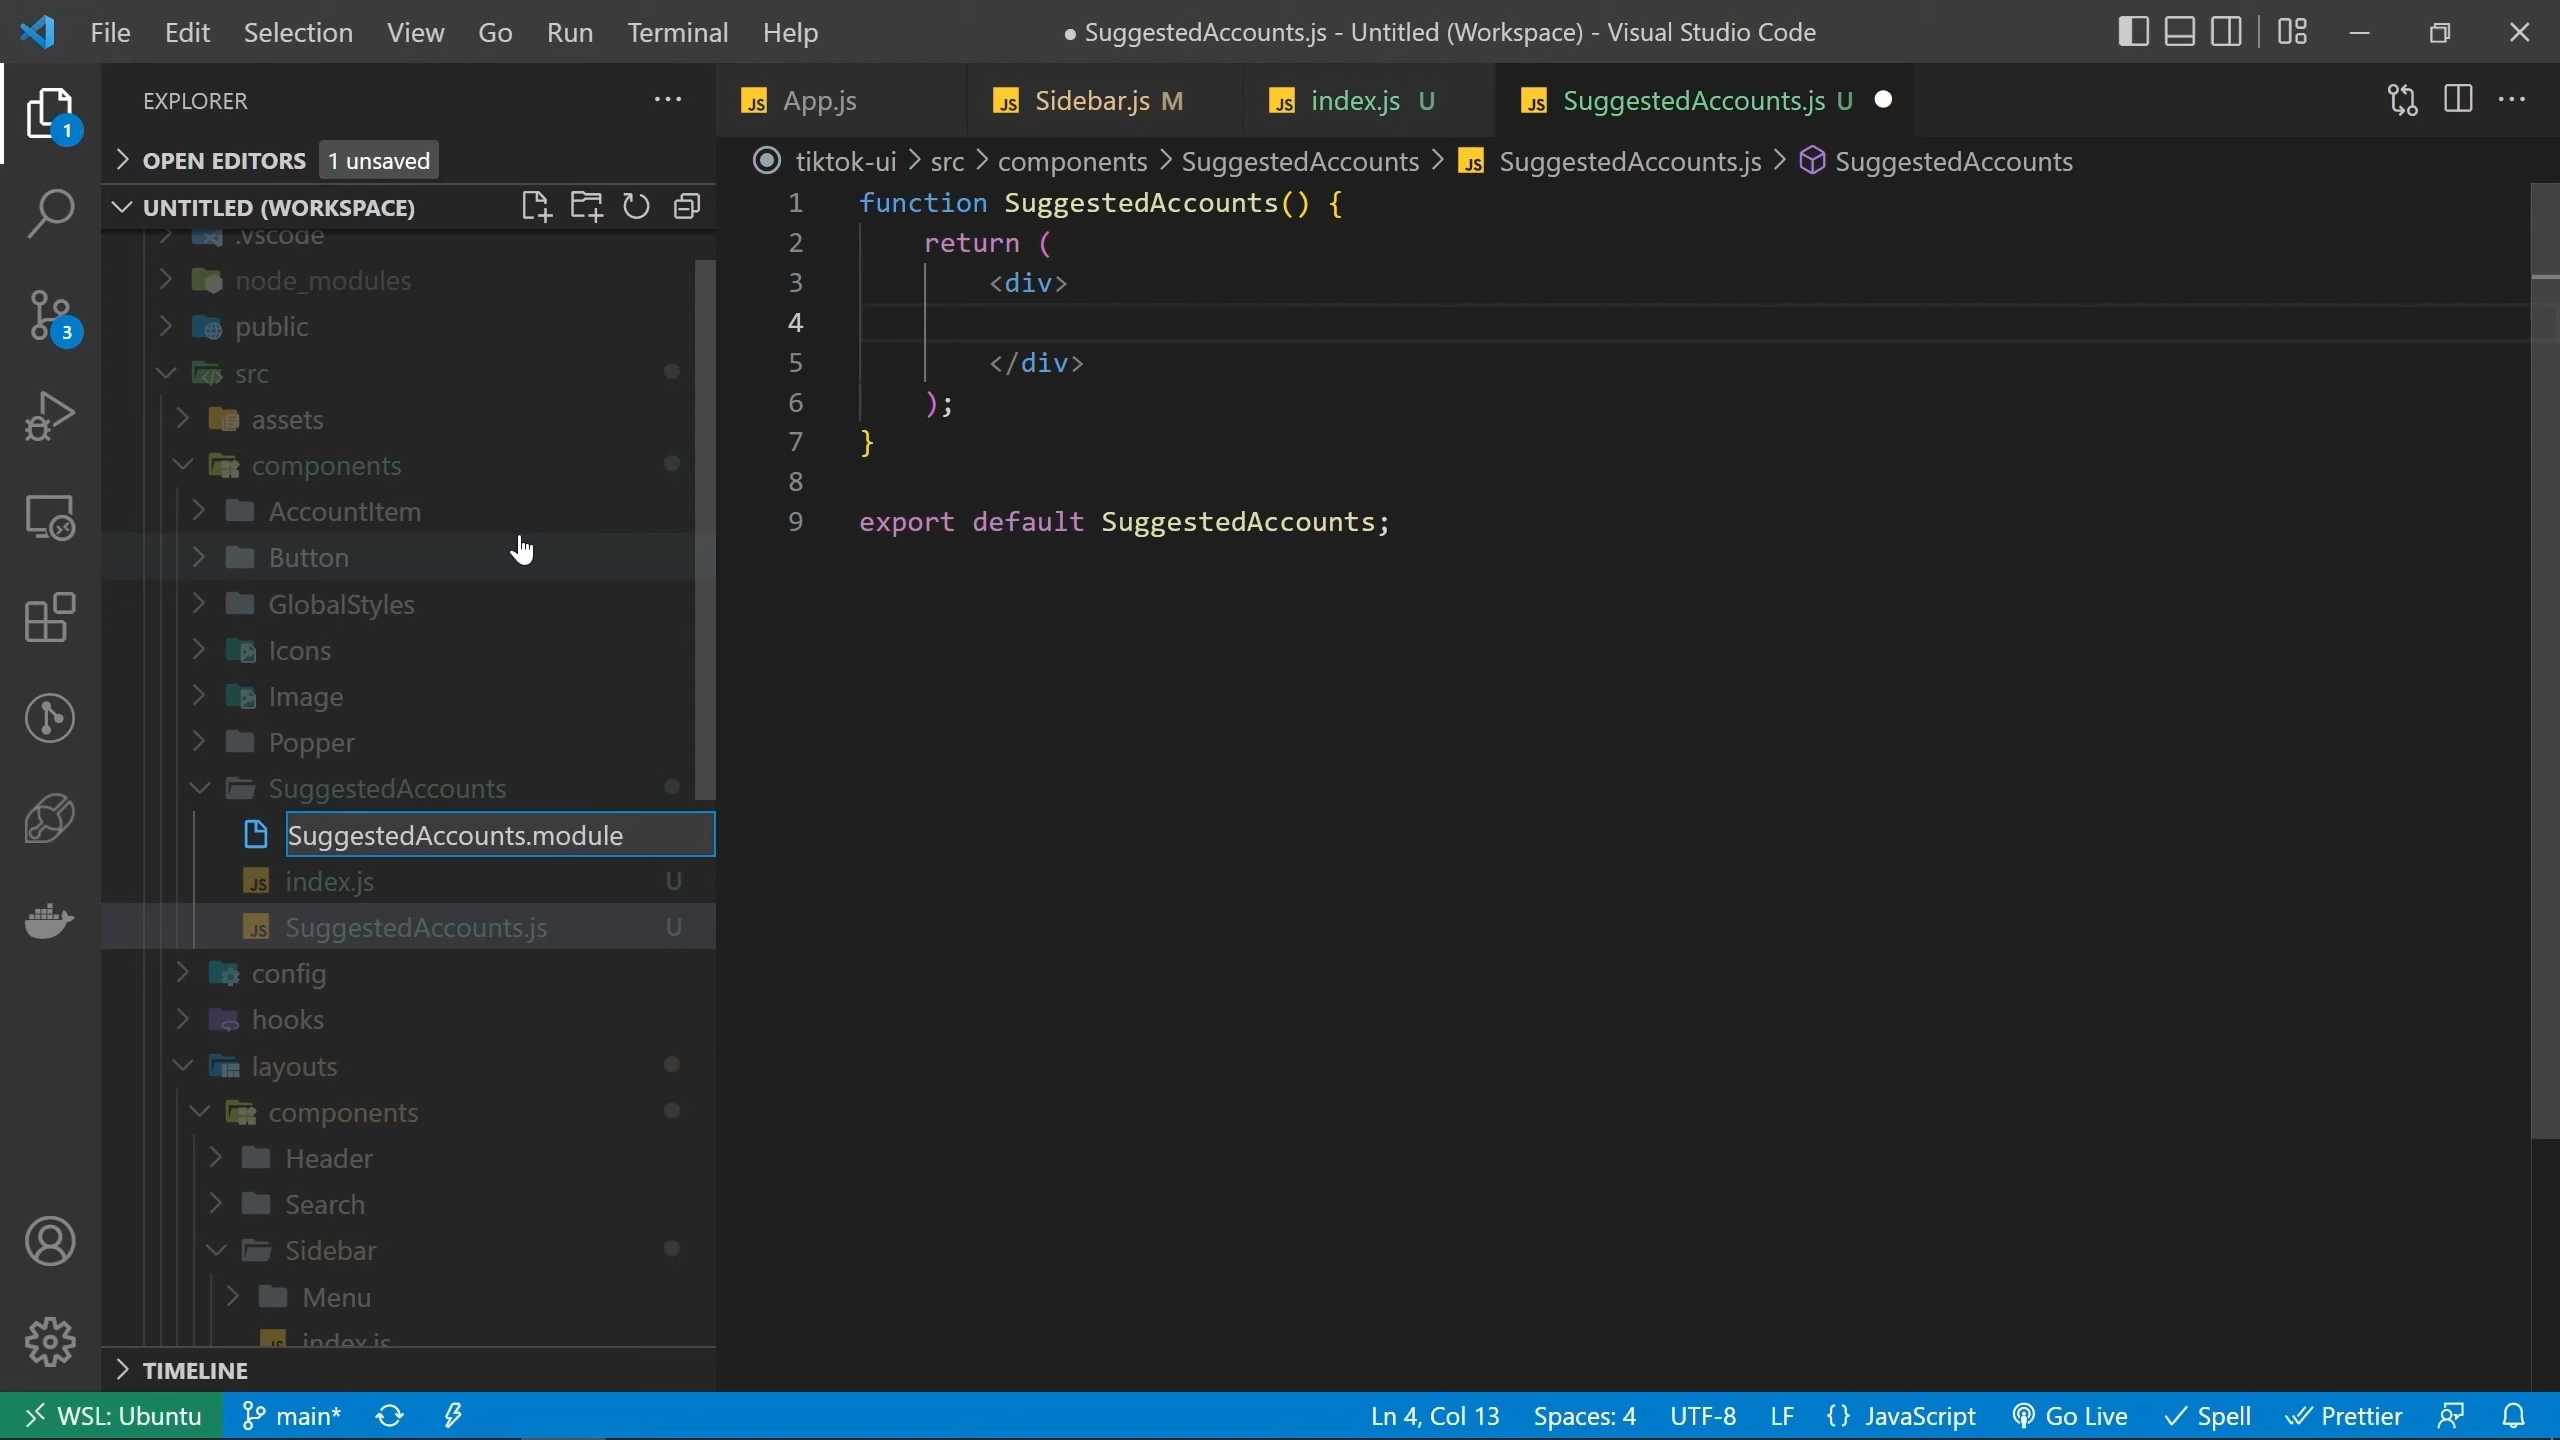 File Edit Selection View Go Run Terminal Help
● SuggestedAccounts.js - Untitled (Workspace) - Visual Studio Code
EXPLORER
OPEN EDITORS 1 unsaved
UNTITLED (WORKSPACE)
.vscode
node_modules
public
src
assets
components
AccountItem
Button
GlobalStyles
Icons
Image
Popper
SuggestedAccounts
SuggestedAccounts.module
index.js U
SuggestedAccounts.js U
config
hooks
layouts
components
Header
Search
Sidebar
Menu
index.js
TIMELINE
1
3
App.js
Sidebar.js M
index.js U
SuggestedAccounts.js U
tiktok-ui > src > components > SuggestedAccounts > SuggestedAccounts.js > SuggestedAccounts
1 function SuggestedAccounts() {
2 return (
3 <div>
4
5 </div>
6 );
7 }
8
9 export default SuggestedAccounts;
WSL: Ubuntu main* Ln 4, Col 13 Spaces: 4 UTF-8 LF {} JavaScript Go Live Spell Prettier